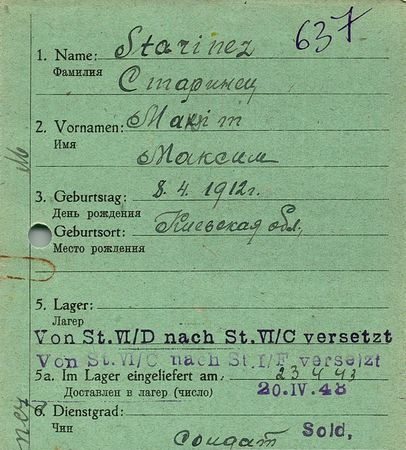 637
1. Name: Starinez
Фамилия
Старинец
2. Vornamen: Maxim
Имя
Максим
3. Geburtstag: 8. 4. 1912г.
День рождения
Geburtsort: Киевская обл,
Место рождения
5. Lager:
Лагерь
Von St.VI/D nach St.VI/C versetzt
Von St.VI/C nach St.I/F versetzt
5a. Im Lager eingeliefert am 23 4 43
Доставлен в лагерь (число) 20.IV.43
6. Dienstgrad:
Чин
солдат Sold,